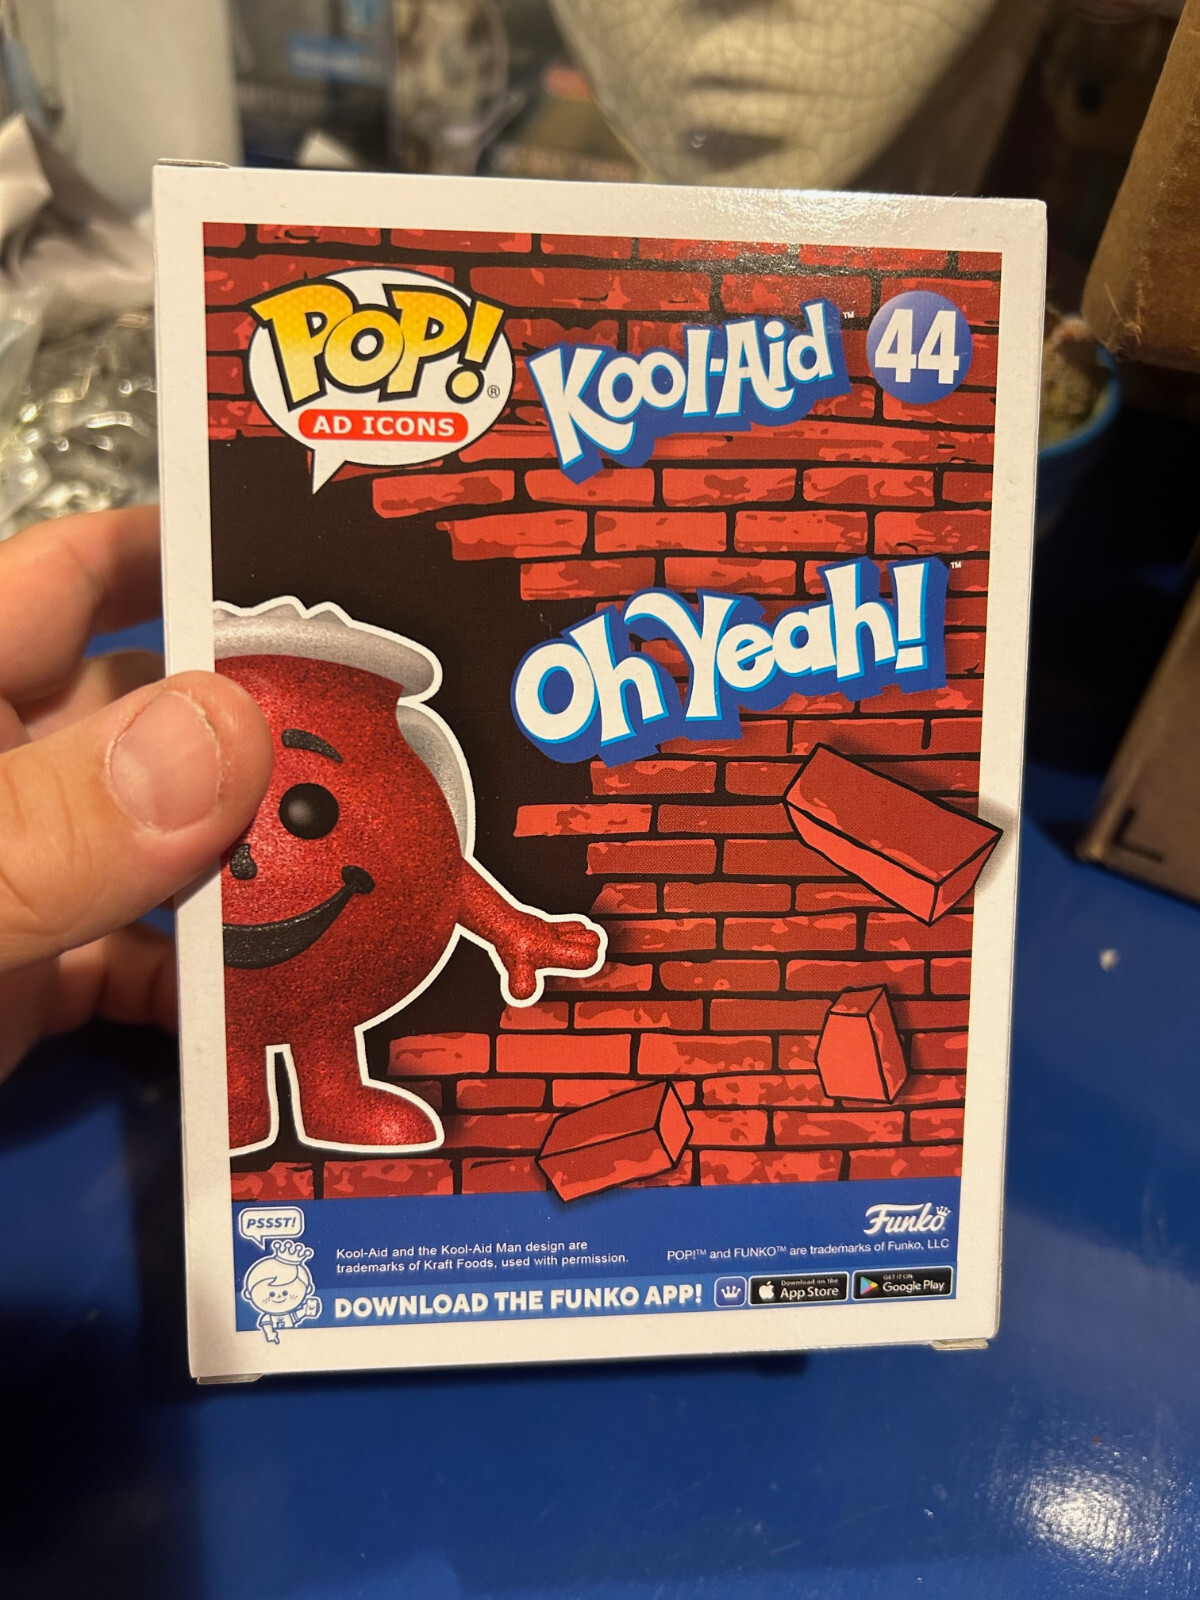 POP!®
AD ICONS
Kool-Aid™
44
Oh Yeah!™
PSSST!
Kool-Aid and the Kool-Aid Man design are
trademarks of Kraft Foods, used with permission.
Funko
POP!™ and FUNKO™ are trademarks of Funko, LLC
DOWNLOAD THE FUNKO APP!
Download on the
App Store
GET IT ON
Google Play